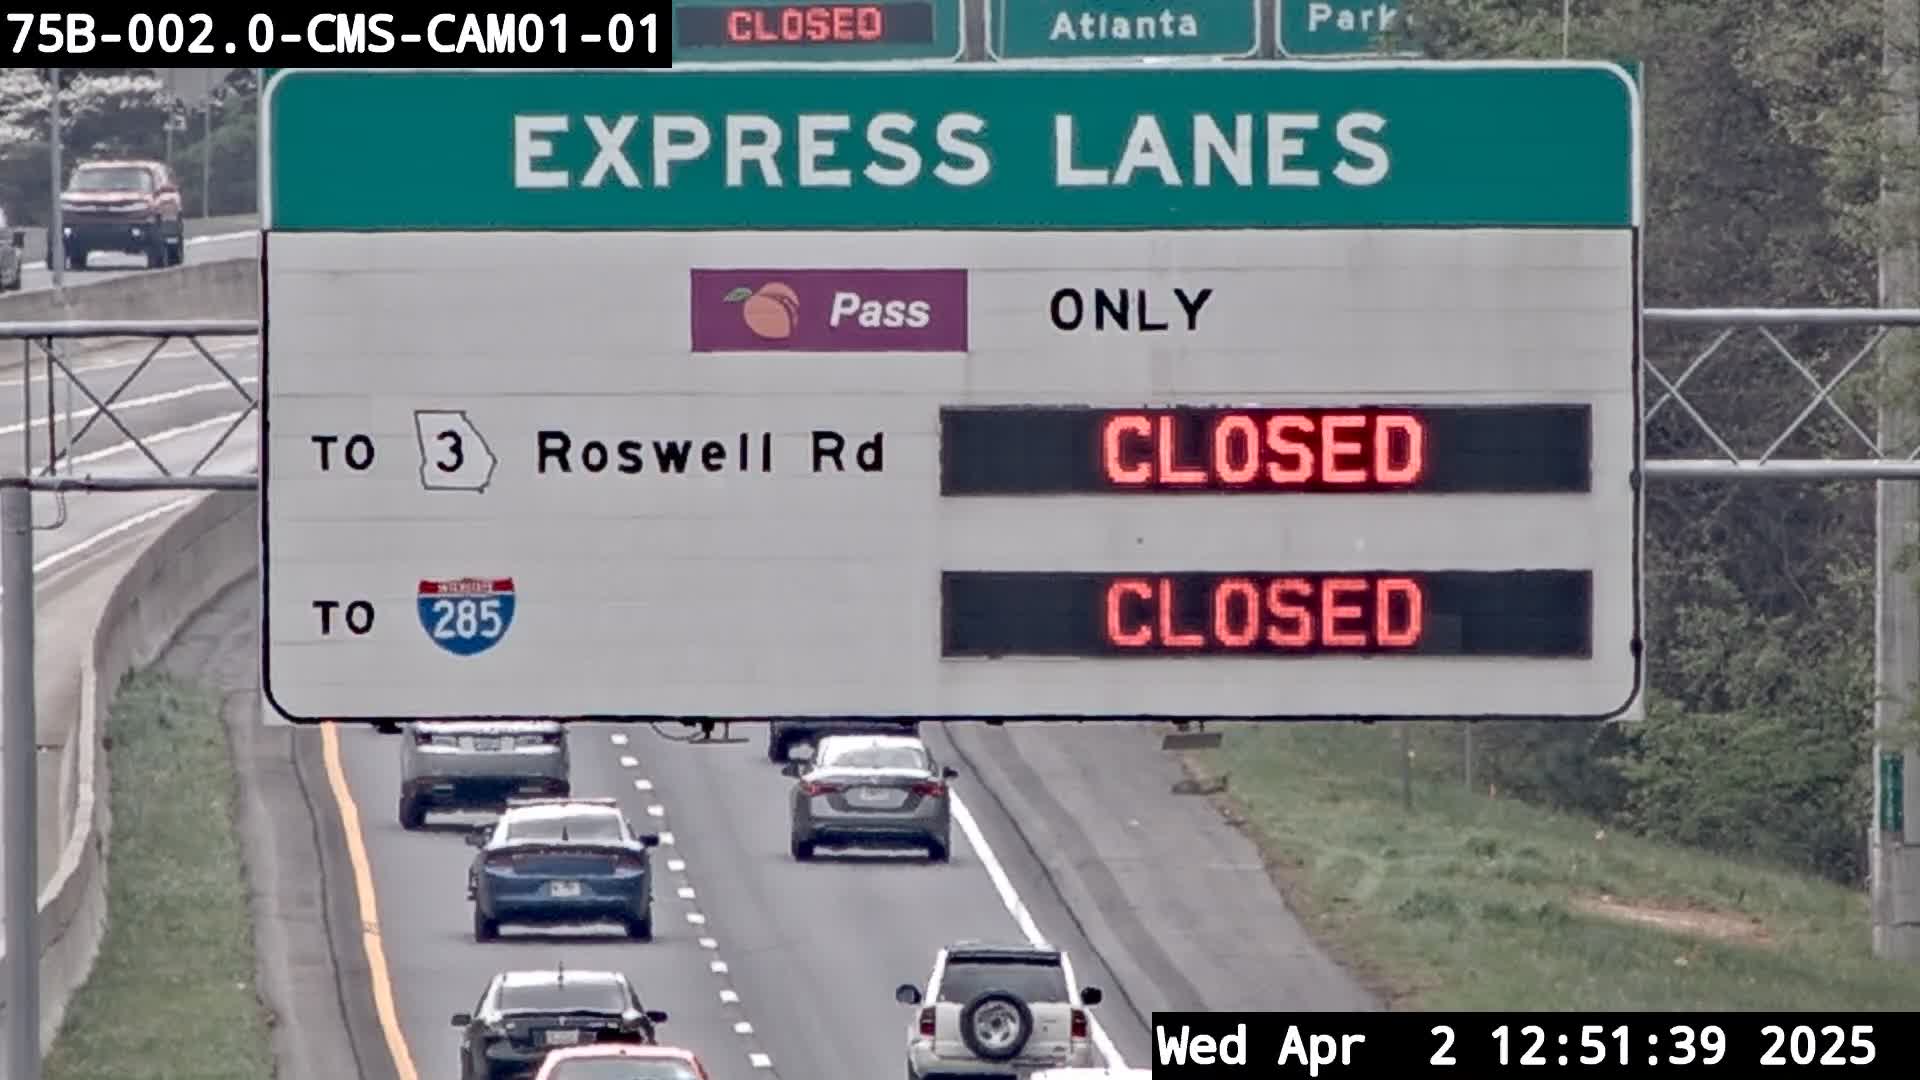 75B-002.0-CMS-CAM01-01
CLOSED
Atlanta
Park
EXPRESS LANES
Pass ONLY
TO 3 Roswell Rd CLOSED
INTERSTATE
TO 285 CLOSED
Wed Apr 2 12:51:39 2025